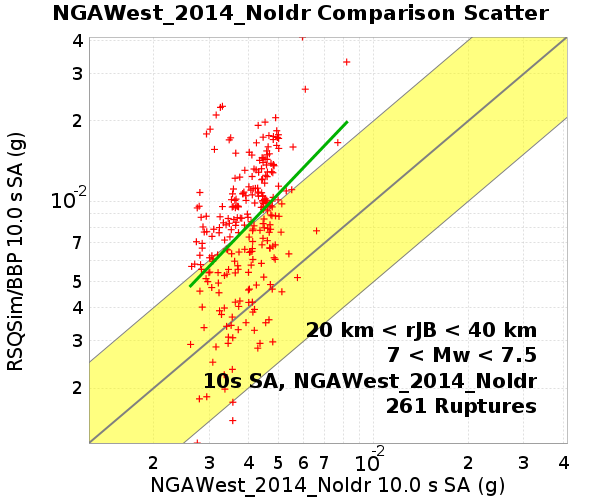 NGAWest_2014_NoIdr Comparison Scatter
RSQSim/BBP 10.0 s SA (g)
4
3
2
10-2
7
5
4
3
2
20 km < rJB < 40 km
7 < Mw < 7.5
10s SA, NGAWest_2014_NoIdr
261 Ruptures
2 3 4 5 6 7 10-2 2 3 4
NGAWest_2014_NoIdr 10.0 s SA (g)